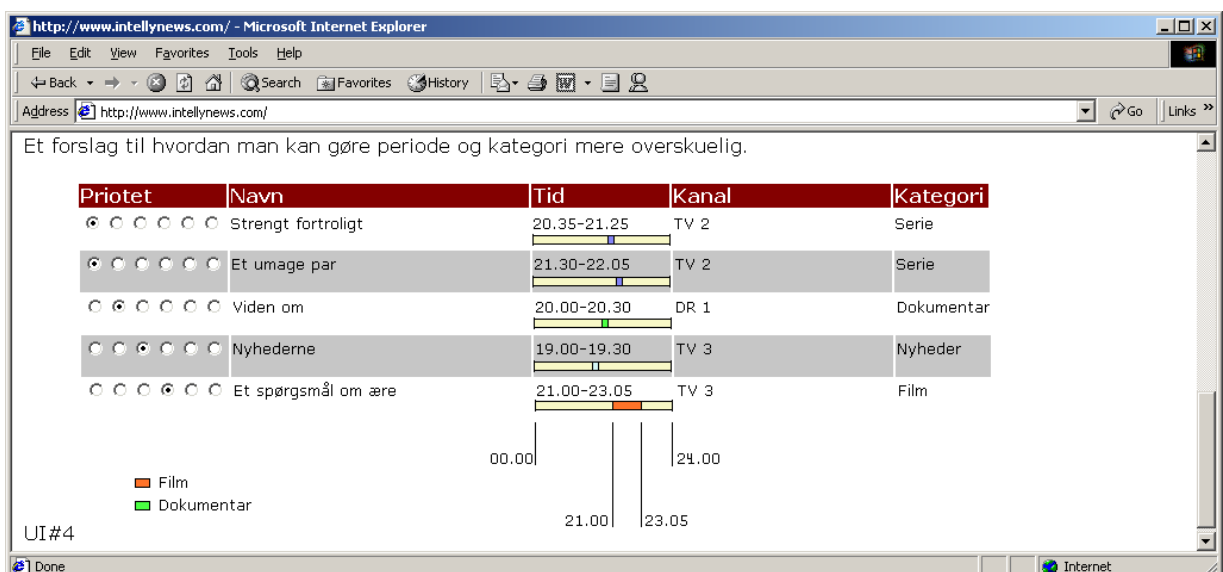 http://www.intellynews.com/ - Microsoft Internet Explorer
File Edit View Favorites Tools Help
Back Search Favorites History
Address http://www.intellynews.com/ Go Links »
Et forslag til hvordan man kan gøre periode og kategori mere overskuelig.
Priotet Navn Tid Kanal Kategori
Strengt fortroligt 20.35-21.25 TV 2 Serie
Et umage par 21.30-22.05 TV 2 Serie
Viden om 20.00-20.30 DR 1 Dokumentar
Nyhederne 19.00-19.30 TV 3 Nyheder
Et spørgsmål om ære 21.00-23.05 TV 3 Film
00.00 24.00
Film
Dokumentar
21.00 23.05
UI#4
Done Internet